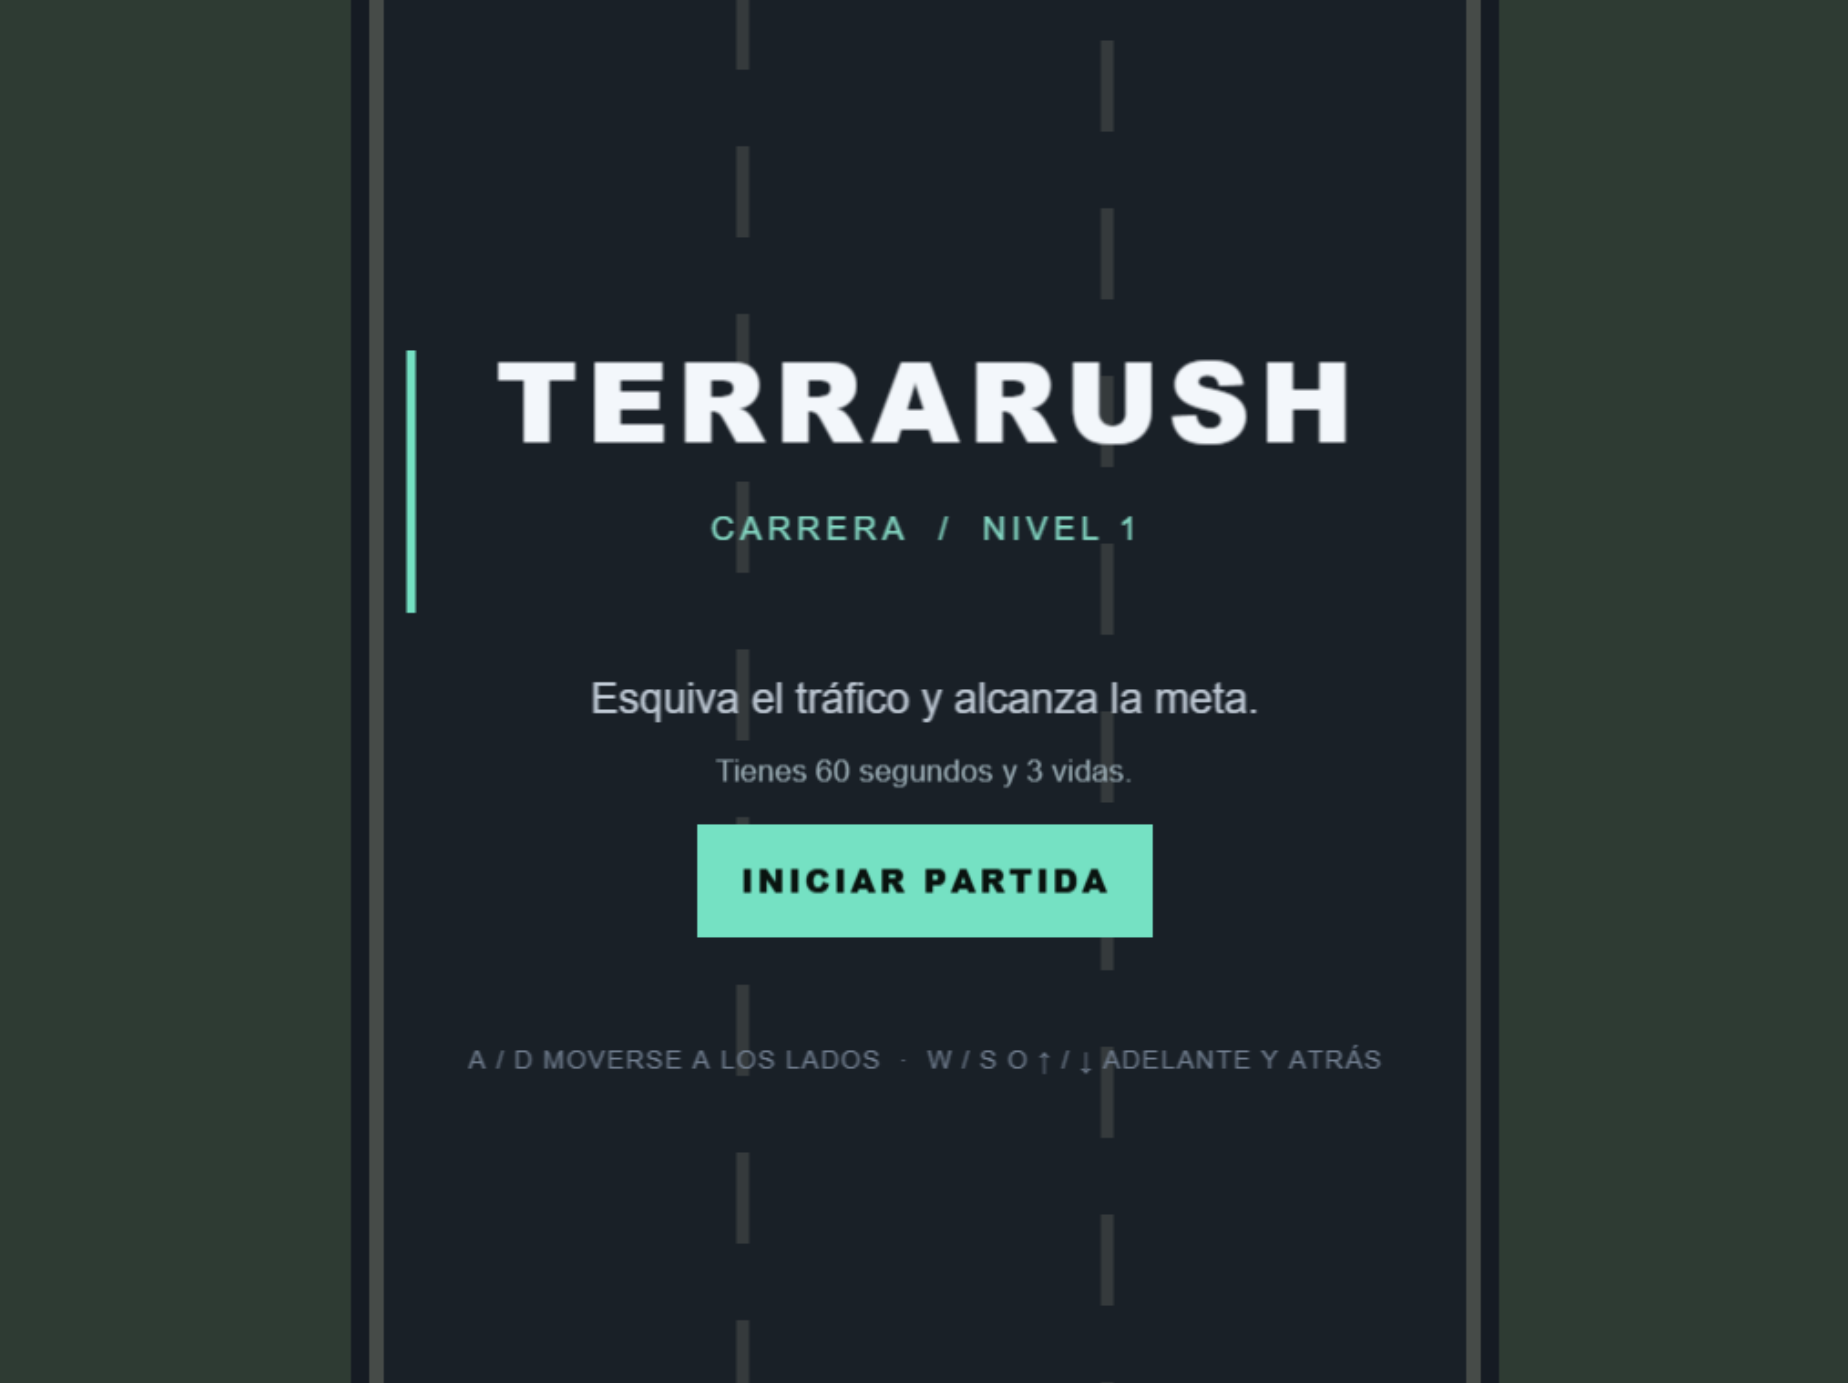 TERRARUSH
CARRERA / NIVEL 1
Esquiva el tráfico y alcanza la meta.
Tienes 60 segundos y 3 vidas.
INICIAR PARTIDA
A / D MOVERSE A LOS LADOS · W / S O ↑ / ↓ ADELANTE Y ATRÁS